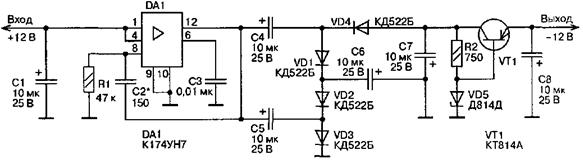 Вход
+12 В
DA1
1
4
8
12
6
9
10
C1
10 мк
25 В
R1
47 к
C2*
150
C3
0,01 мк
DA1
К174УН7
C4
10 мк
25 В
C5
10 мк
25 В
VD4
КД522Б
VD1
КД522Б
C6
10 мк
25 В
VD2
КД522Б
VD3
КД522Б
C7
10 мк
25 В
R2
750
VT1
VD5
Д814Д
Выход
−12 В
C8
10 мк
25 В
VT1
КТ814А